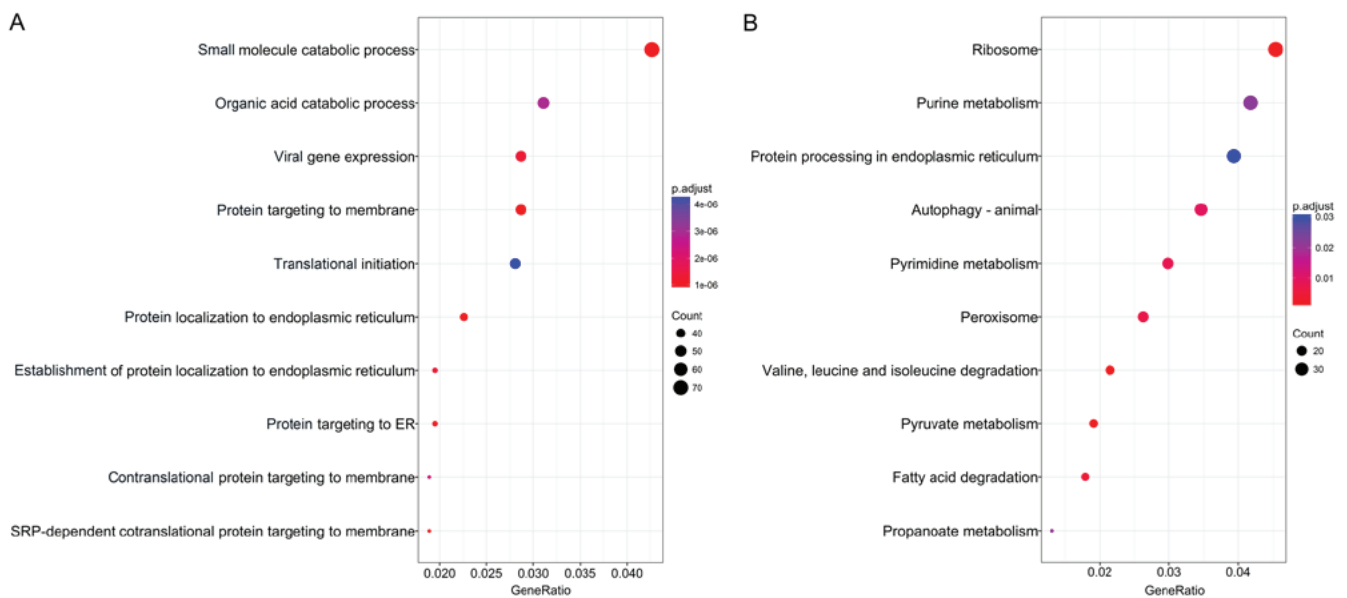 A
Small molecule catabolic process
Organic acid catabolic process
Viral gene expression
Protein targeting to membrane
Translational initiation
Protein localization to endoplasmic reticulum
Establishment of protein localization to endoplasmic reticulum
Protein targeting to ER
Contranslational protein targeting to membrane
SRP-dependent cotranslational protein targeting to membrane
0.020 0.025 0.030 0.035 0.040
GeneRatio
p.adjust
4e-06
3e-06
2e-06
1e-06
Count
40
50
60
70
B
Ribosome
Purine metabolism
Protein processing in endoplasmic reticulum
Autophagy - animal
Pyrimidine metabolism
Peroxisome
Valine, leucine and isoleucine degradation
Pyruvate metabolism
Fatty acid degradation
Propanoate metabolism
0.02 0.03 0.04
GeneRatio
p.adjust
0.03
0.02
0.01
Count
20
30